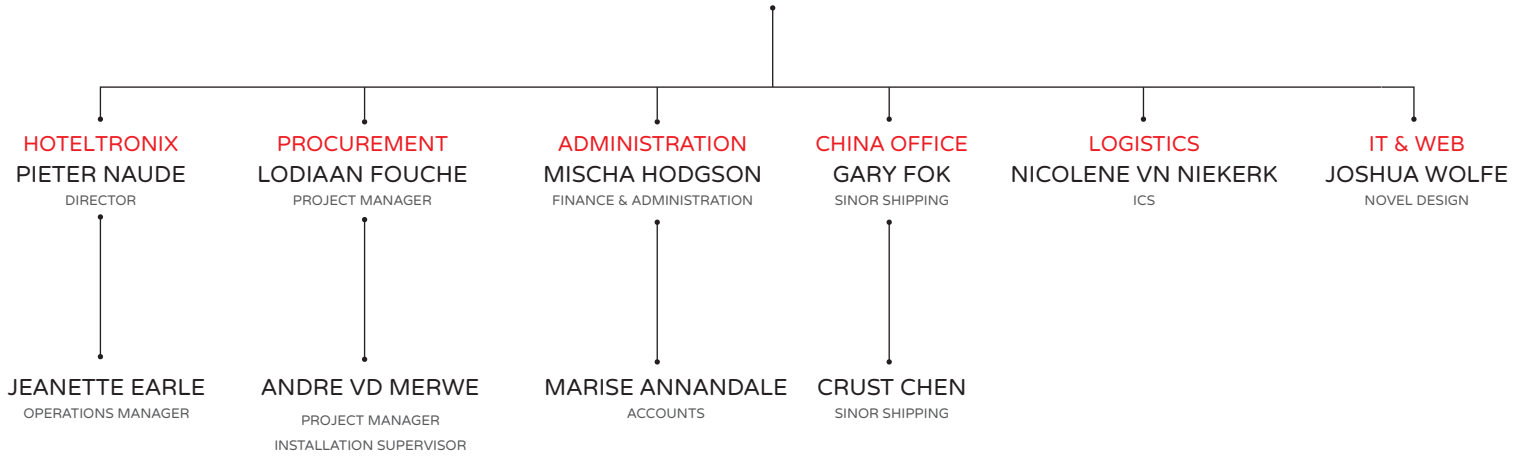 HOTELTRONIX
PIETER NAUDE
DIRECTOR
PROCUREMENT
LODIAAN FOUCHE
PROJECT MANAGER
ADMINISTRATION
MISCHA HODGSON
FINANCE & ADMINISTRATION
CHINA OFFICE
GARY FOK
SINOR SHIPPING
LOGISTICS
NICOLENE VN NIEKERK
ICS
IT & WEB
JOSHUA WOLFE
NOVEL DESIGN
JEANETTE EARLE
OPERATIONS MANAGER
ANDRE VD MERWE
PROJECT MANAGER
INSTALLATION SUPERVISOR
MARISE ANNANDALE
ACCOUNTS
CRUST CHEN
SINOR SHIPPING